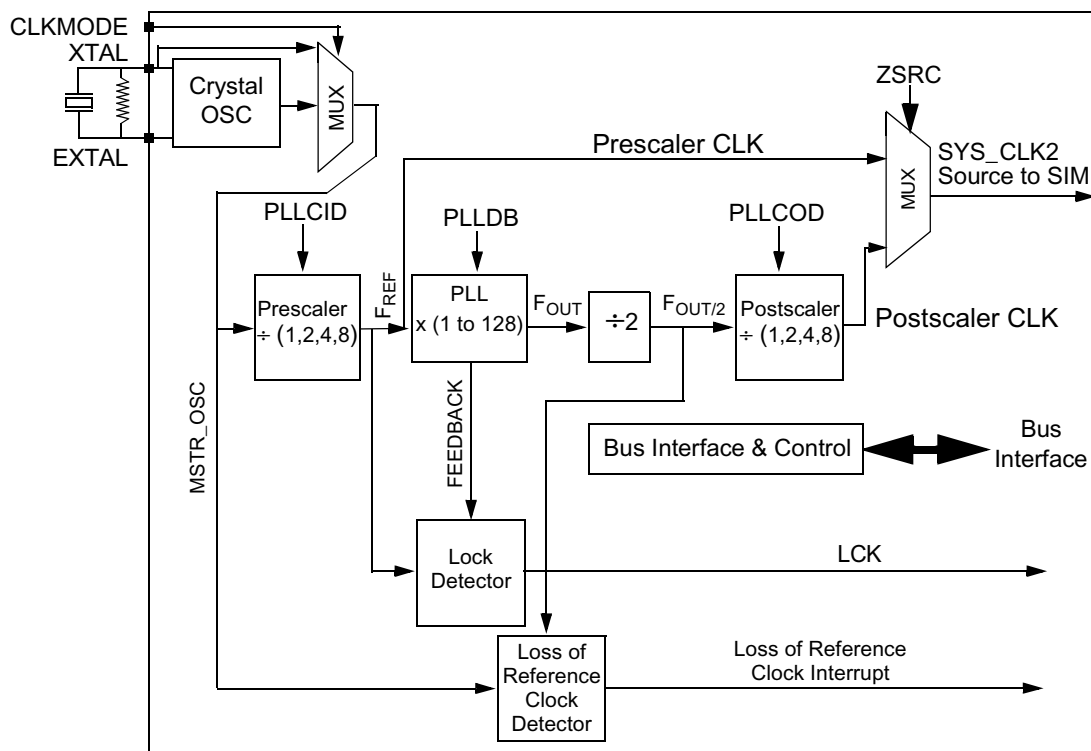 CLKMODE
XTAL
EXTAL
Crystal
OSC
MUX
ZSRC
Prescaler CLK
MUX
SYS_CLK2
Source to SIM
PLLCID
PLLDB
PLLCOD
Prescaler
÷ (1,2,4,8)
FREF
PLL
x (1 to 128)
FOUT
÷2
FOUT/2
Postscaler
÷ (1,2,4,8)
Postscaler CLK
MSTR_OSC
FEEDBACK
Bus Interface & Control
Bus
Interface
Lock
Detector
LCK
Loss of
Reference
Clock
Detector
Loss of Reference
Clock Interrupt